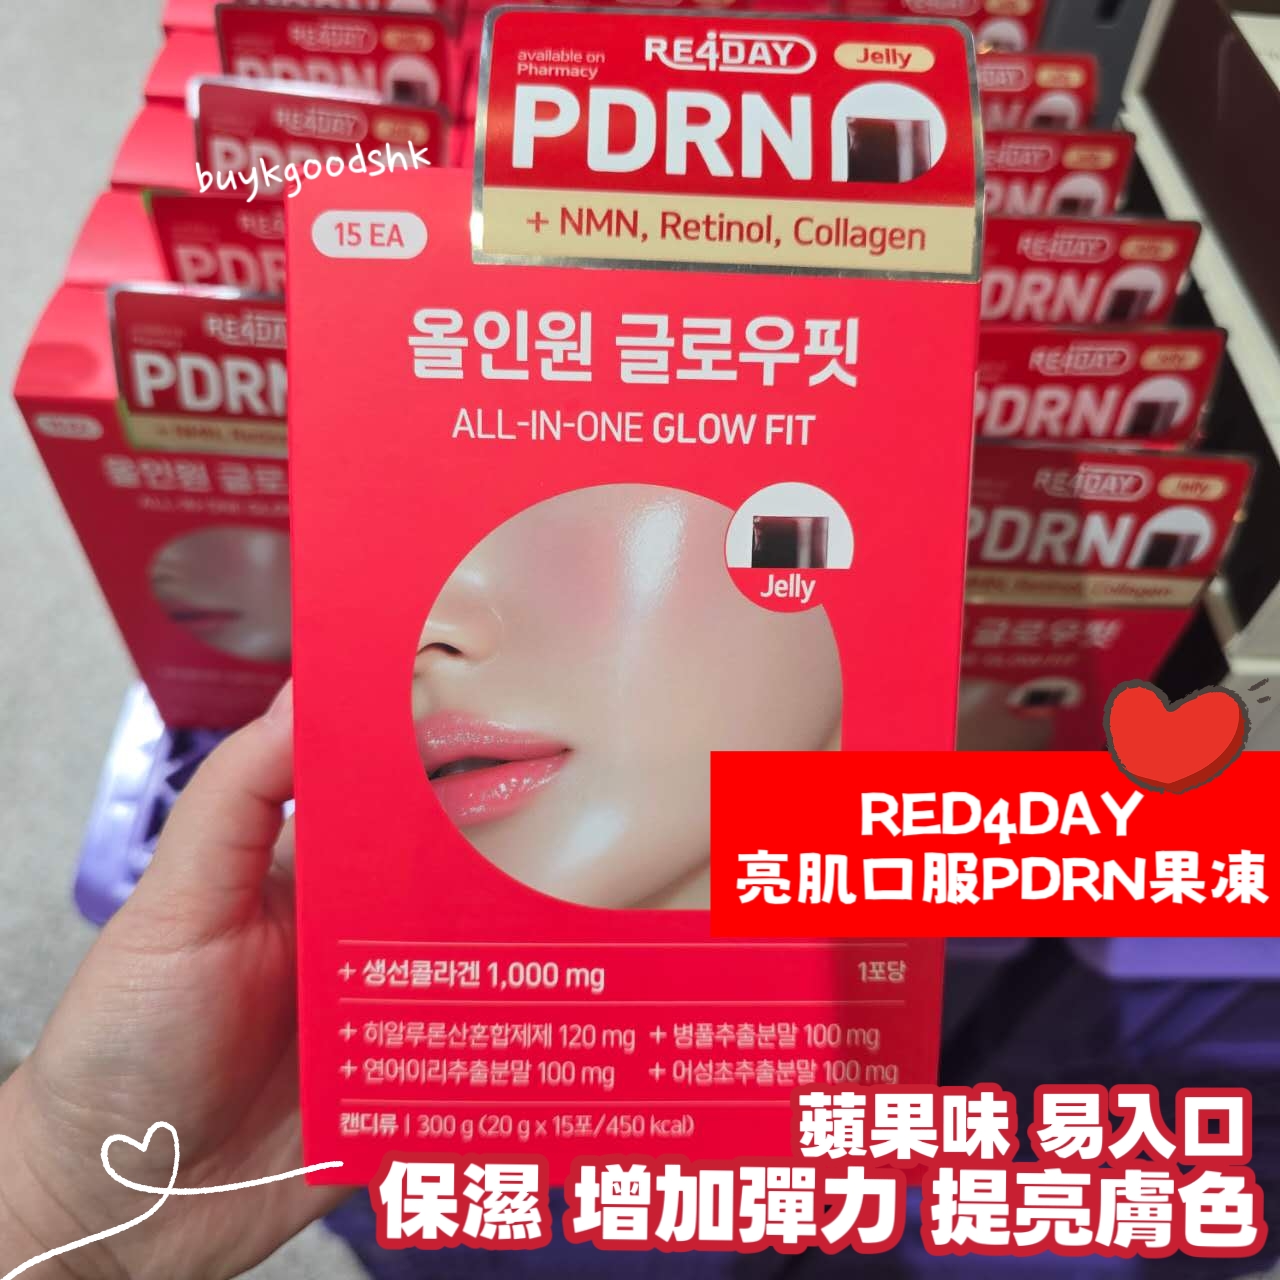 available on
Pharmacy
RE4DAY
Jelly
PDRN
+ NMN, Retinol, Collagen
buykgoodshk
15 EA
올인원 글로우핏
ALL-IN-ONE GLOW FIT
Jelly
RED4DAY
亮肌口服PDRN果凍
+ 생선콜라겐 1,000 mg
1포당
+ 히알루론산혼합제제 120 mg + 병풀추출분말 100 mg
+ 연어이리추출분말 100 mg + 어성초추출분말 100 mg
캔디류 | 300 g (20 g x 15포/450 kcal)
蘋果味 易入口
保濕 增加彈力 提亮膚色